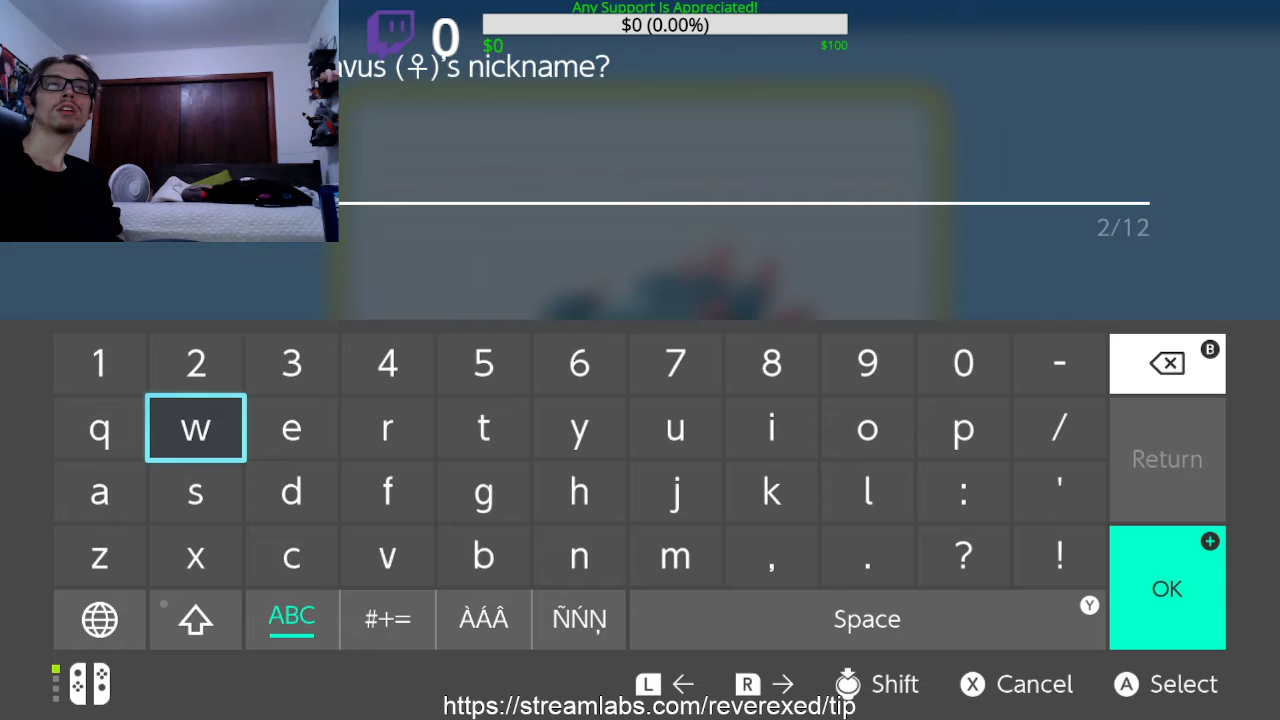 Any Support Is Appreciated!
0
$0 (0.00%)
$0
$100
avus (♀)'s nickname?
2/12
1 2 3 4 5 6 7 8 9 0 - B
q w e r t y u i o p /
Return
a s d f g h j k l : '
z x c v b n m , . ? ! +
OK
ABC #+= ÀÁÂ ÑŃŅ Space Y
L ← R → Shift X Cancel A Select
https://streamlabs.com/reverexed/tip